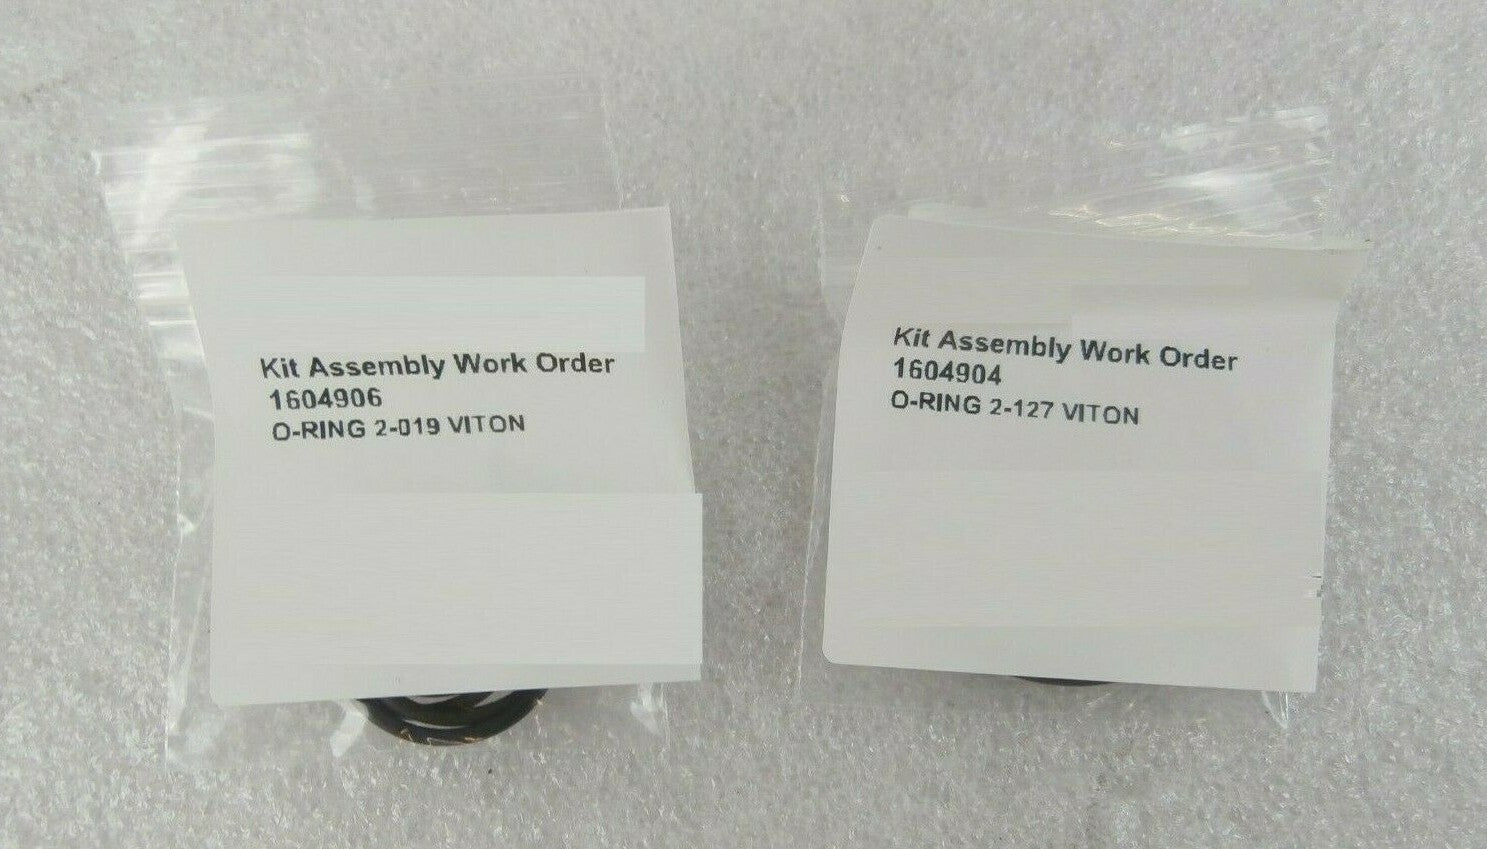 Kit Assembly Work Order
1604906
O-RING 2-019 VITON
Kit Assembly Work Order
1604904
O-RING 2-127 VITON